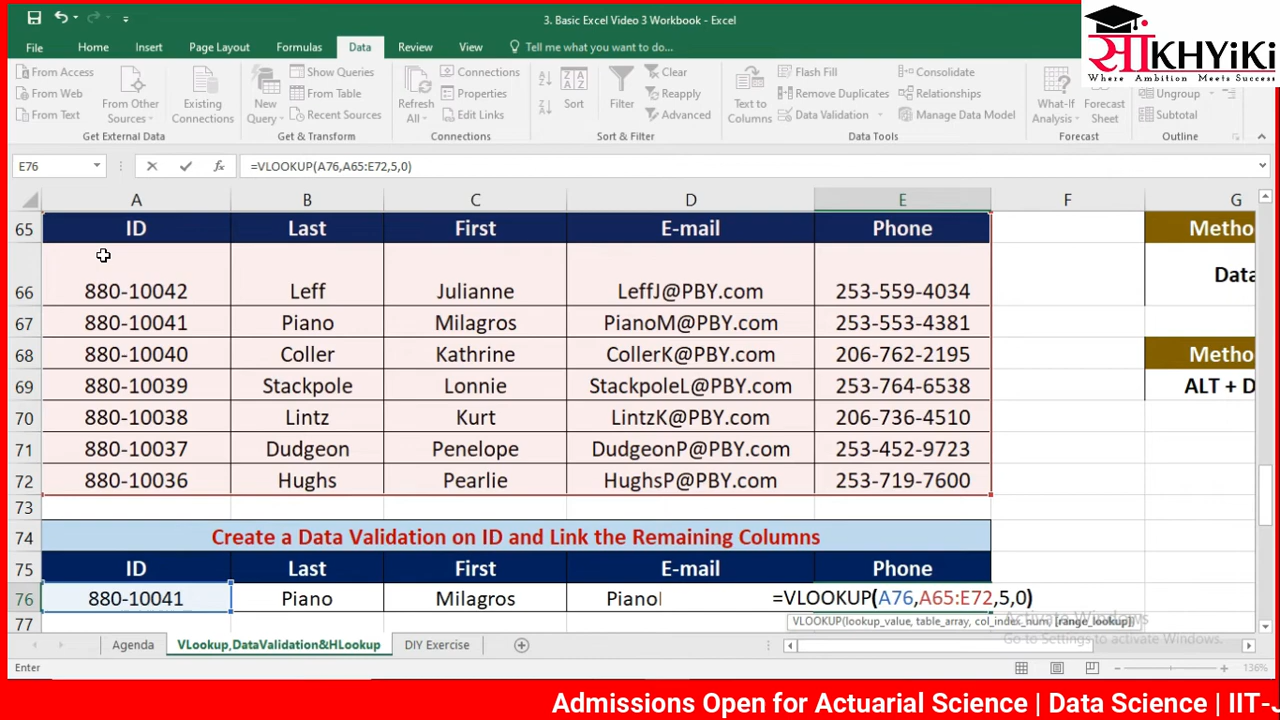 3. Basic Excel Video 3 Workbook - Excel
साKHYiKi
Where Ambition Meets Success
File Home Insert Page Layout Formulas Data Review View Tell me what you want to do...
From Access
From Web
From Text
From Other Sources
Existing Connections
Get External Data
New Query
Show Queries
From Table
Recent Sources
Get & Transform
Refresh All
Connections
Properties
Edit Links
Connections
Sort
Filter
Clear
Reapply
Advanced
Sort & Filter
Text to Columns
Flash Fill
Remove Duplicates
Data Validation
Consolidate
Relationships
Manage Data Model
Data Tools
What-If Analysis
Forecast Sheet
Forecast
Ungroup
Subtotal
Outline
E76 fx =VLOOKUP(A76,A65:E72,5,0)
A B C D E F G
65 ID Last First E-mail Phone Metho
66 880-10042 Leff Julianne LeffJ@PBY.com 253-559-4034 Data
67 880-10041 Piano Milagros PianoM@PBY.com 253-553-4381
68 880-10040 Coller Kathrine CollerK@PBY.com 206-762-2195 Metho
69 880-10039 Stackpole Lonnie StackpoleL@PBY.com 253-764-6538 ALT + D
70 880-10038 Lintz Kurt LintzK@PBY.com 206-736-4510
71 880-10037 Dudgeon Penelope DudgeonP@PBY.com 253-452-9723
72 880-10036 Hughs Pearlie HughsP@PBY.com 253-719-7600
73
74 Create a Data Validation on ID and Link the Remaining Columns
75 ID Last First E-mail Phone
76 880-10041 Piano Milagros Piano =VLOOKUP(A76,A65:E72,5,0)
77 VLOOKUP(lookup_value, table_array, col_index_num, [range_lookup])
Activate Windows
Go to Settings to activate Windows.
Agenda VLookup,DataValidation&HLookup DIY Exercise
Enter 136%
Admissions Open for Actuarial Science | Data Science | IIT-J